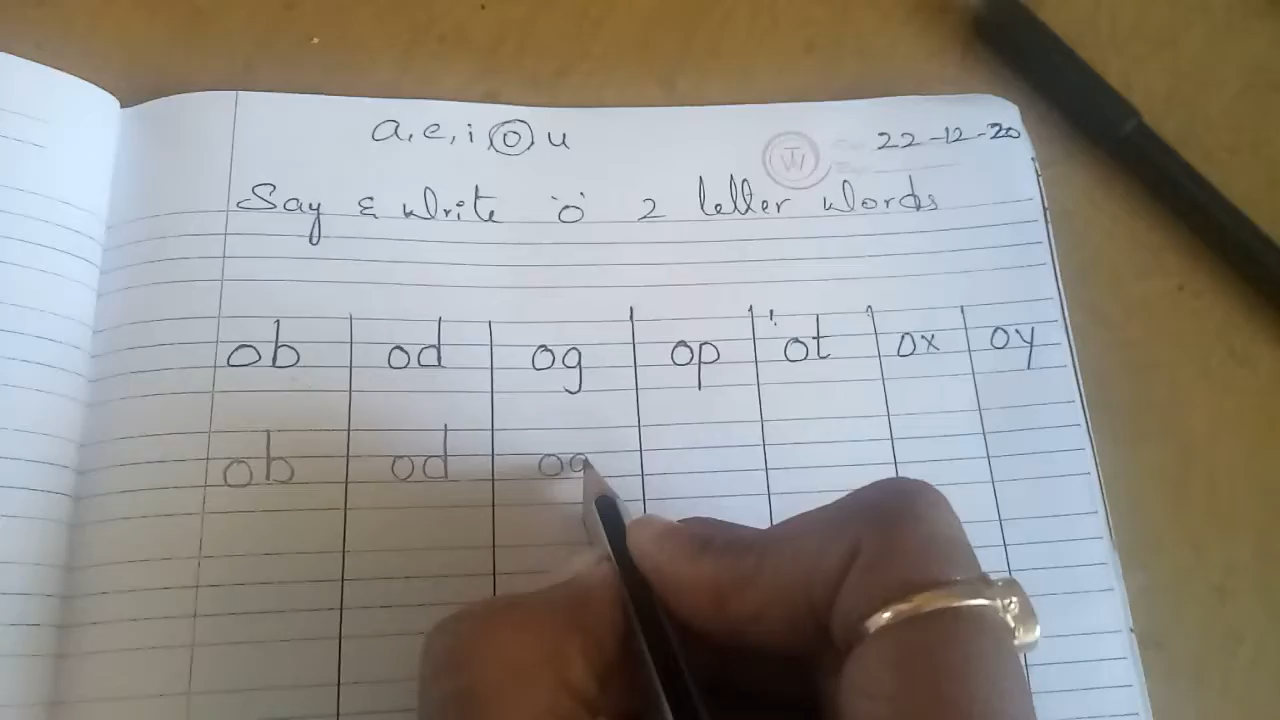 a, e, i o u
22-12-20
Say & Write 'o' 2 letter words
ob od og op ot ox oy
ob od og